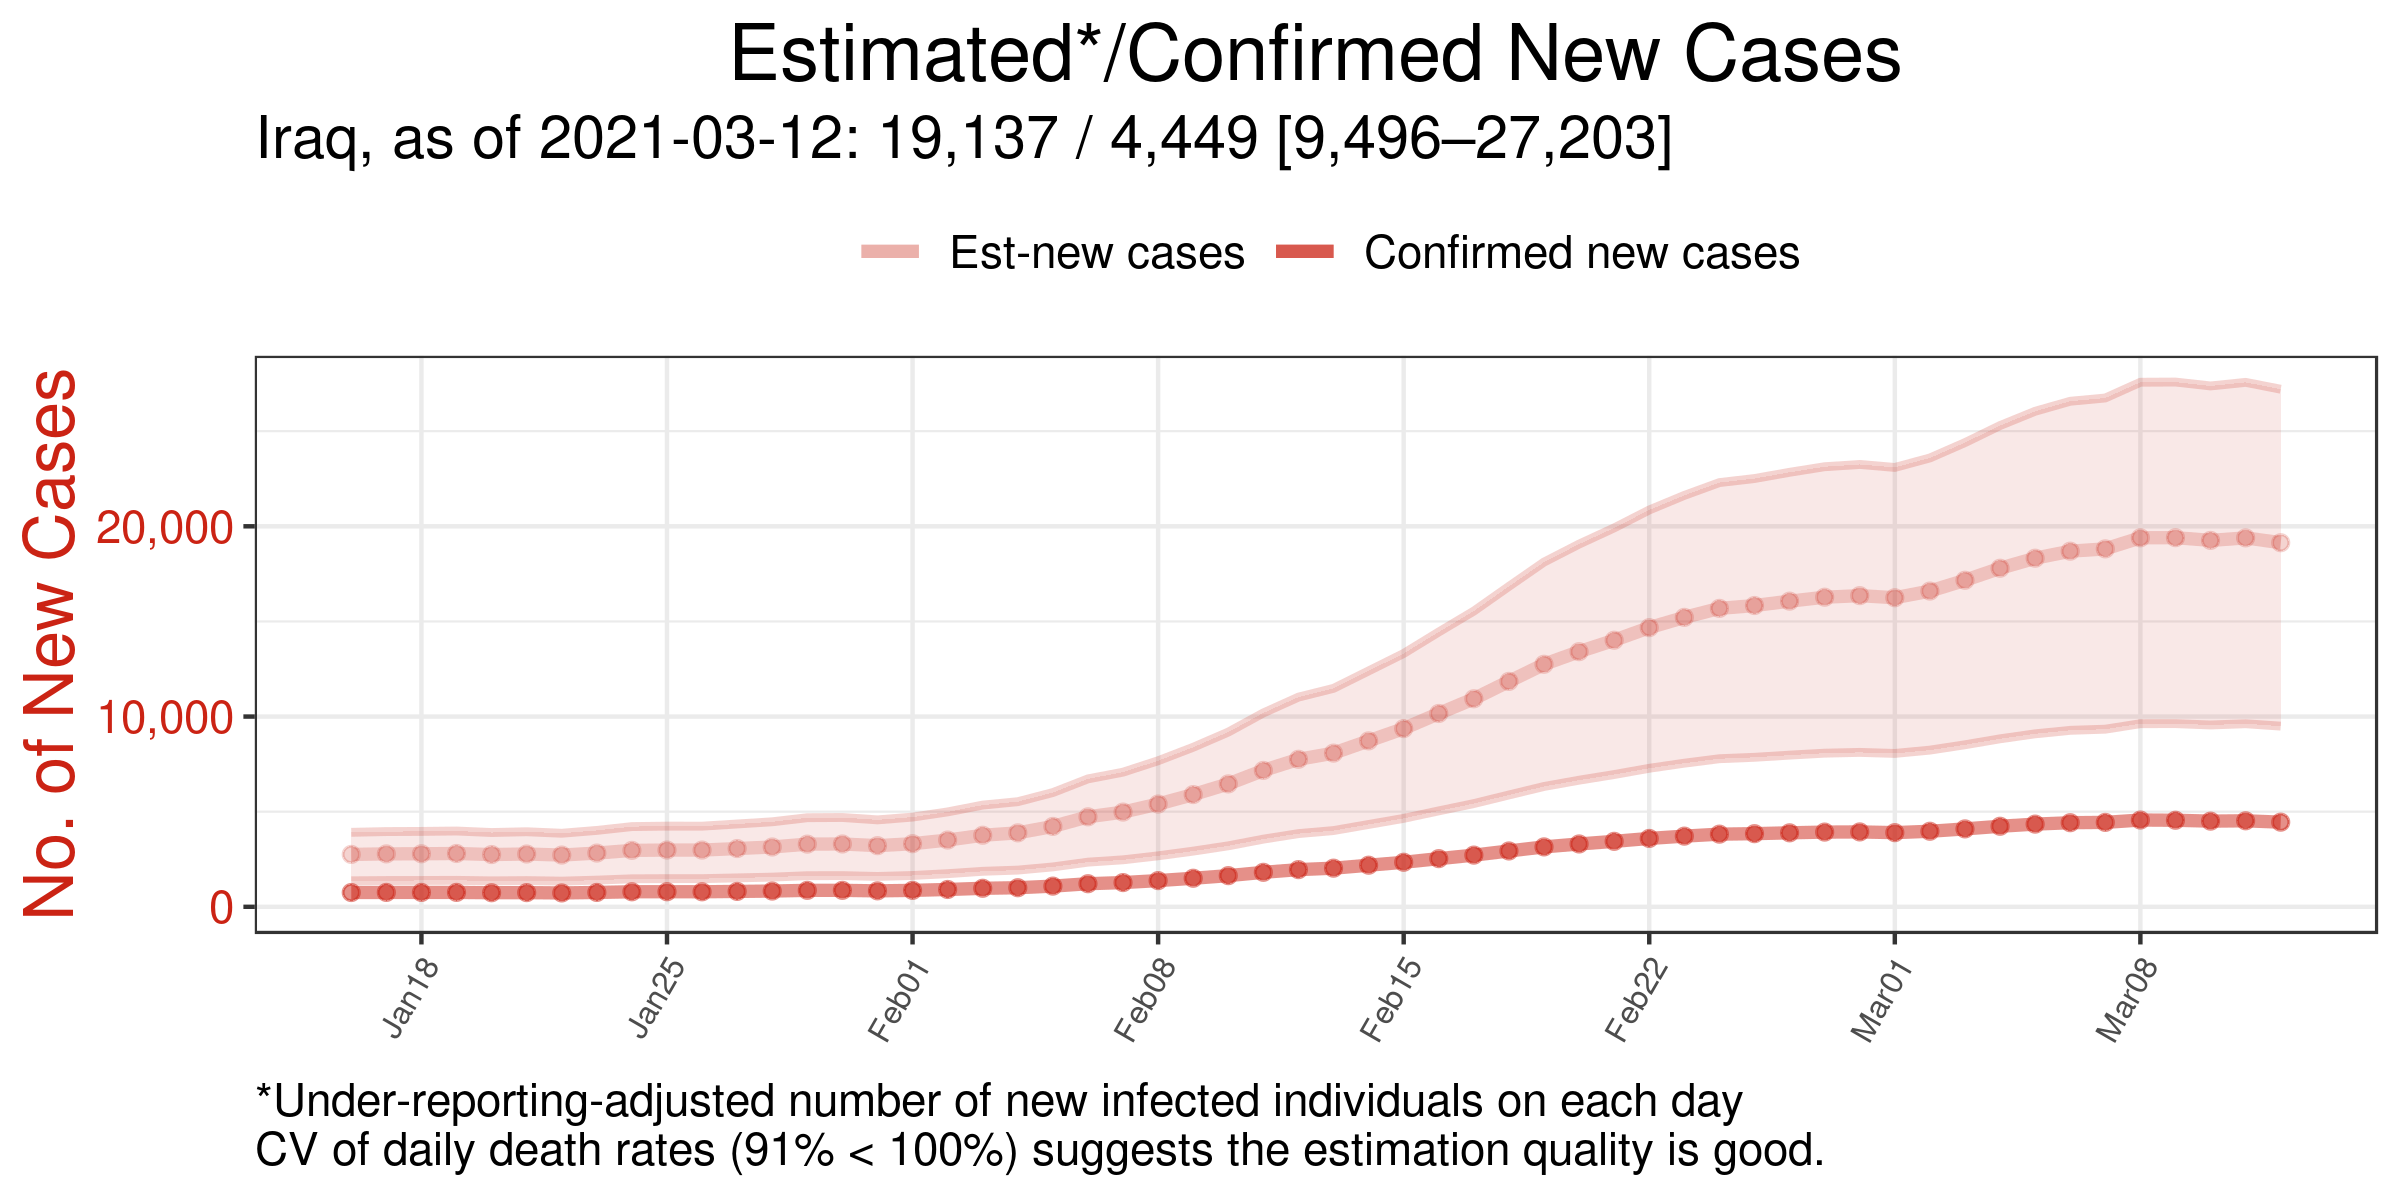 Estimated*/Confirmed New Cases
Iraq, as of 2021-03-12: 19,137 / 4,449 [9,496–27,203]
Est-new cases
Confirmed new cases
No. of New Cases
20,000
10,000
0
Jan18
Jan25
Feb01
Feb08
Feb15
Feb22
Mar01
Mar08
*Under-reporting-adjusted number of new infected individuals on each day
CV of daily death rates (91% < 100%) suggests the estimation quality is good.